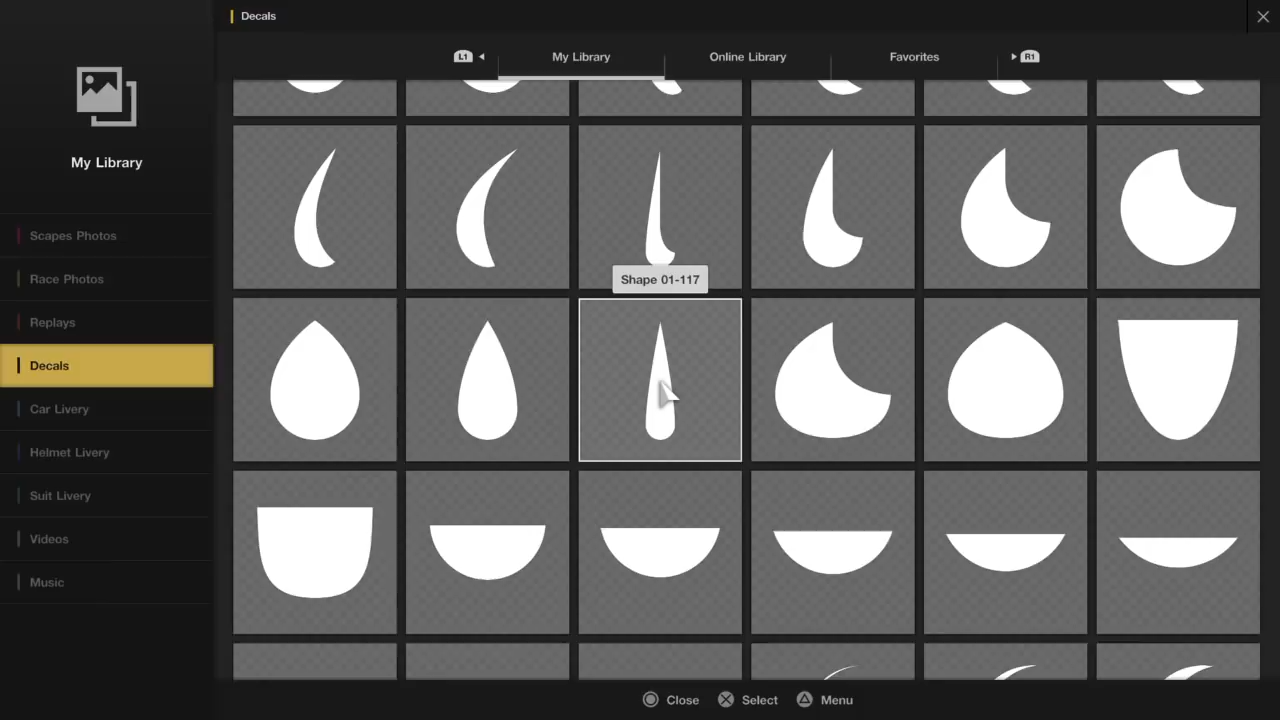 Decals
L1
My Library
Online Library
Favorites
R1
My Library
Scapes Photos
Race Photos
Shape 01-117
Replays
Decals
Car Livery
Helmet Livery
Suit Livery
Videos
Music
Close
Select
Menu